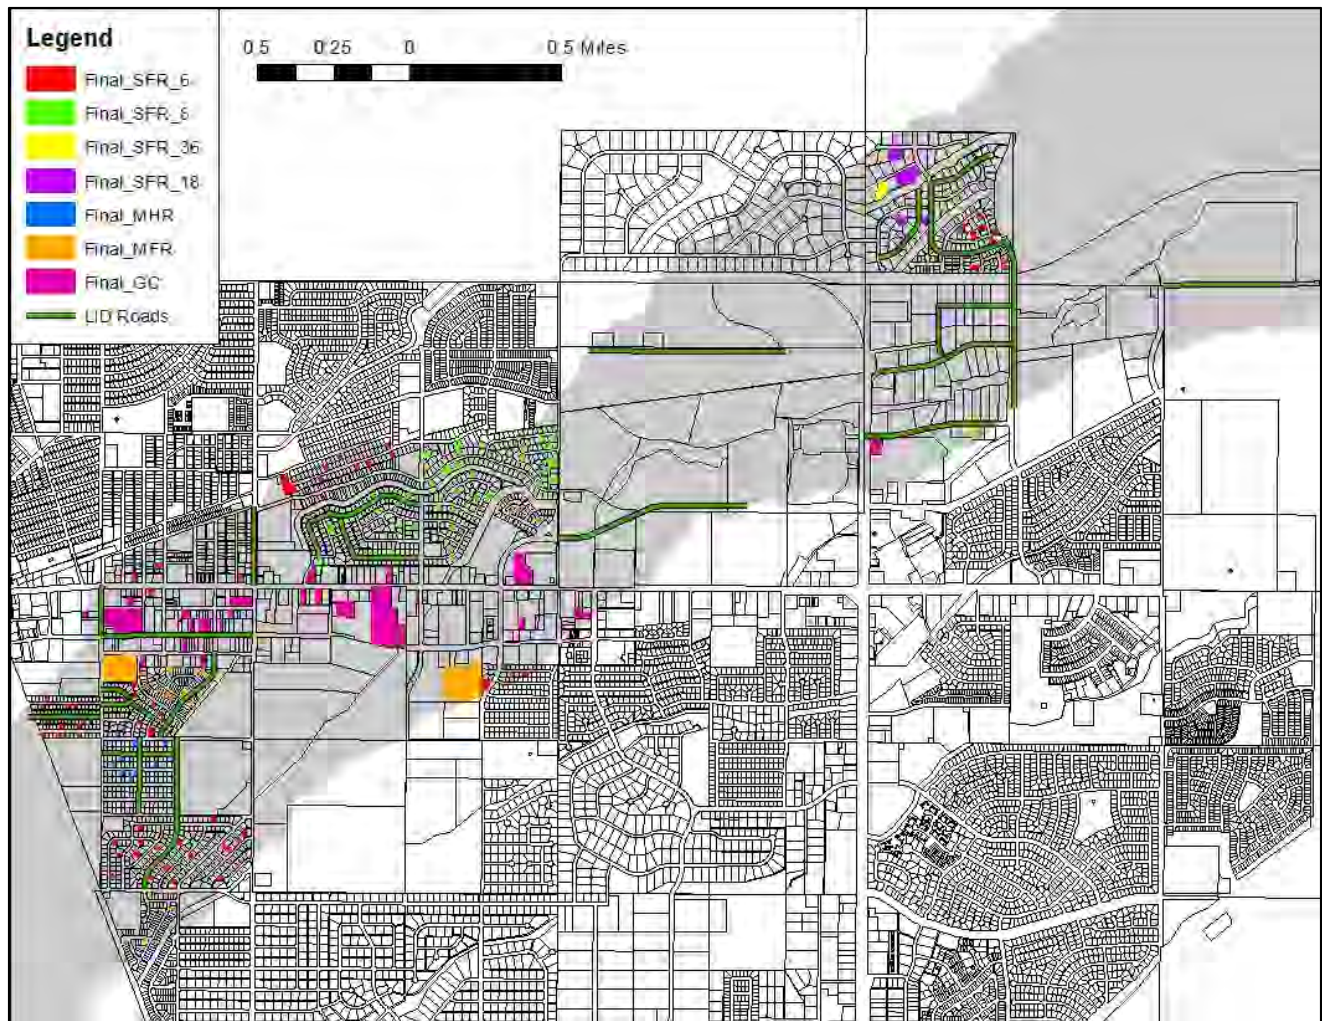 Legend
0.5 0.25 0 0.5 Miles
Final_SFR_6
Final_SFR_8
Final_SFR_36
Final_SFR_18
Final_MHR
Final_MFR
Final_GC
LID Roads